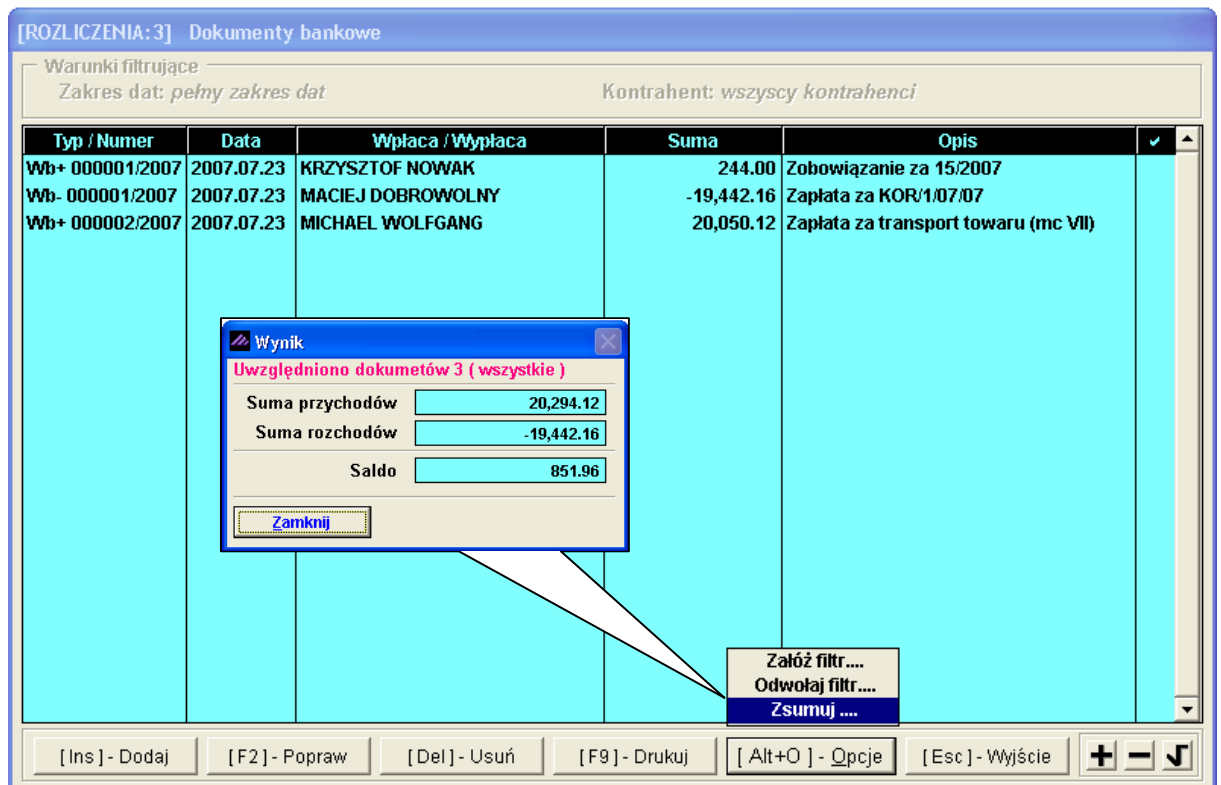 [ROZLICZENIA:3] Dokumenty bankowe
Warunki filtrujące
Zakres dat: pełny zakres dat Kontrahent: wszyscy kontrahenci
Typ / Numer Data Wpłaca / Wypłaca Suma Opis ✓
Wb+ 000001/2007 2007.07.23 KRZYSZTOF NOWAK 244.00 Zobowiązanie za 15/2007
Wb- 000001/2007 2007.07.23 MACIEJ DOBROWOLNY -19,442.16 Zapłata za KOR/1/07/07
Wb+ 000002/2007 2007.07.23 MICHAEL WOLFGANG 20,050.12 Zapłata za transport towaru (mc VII)
Wynik
Uwzględniono dokumetów 3 ( wszystkie )
Suma przychodów 20,294.12
Suma rozchodów -19,442.16
Saldo 851.96
Zamknij
Załóż filtr....
Odwołaj filtr....
Zsumuj ....
[ Ins ] - Dodaj [ F2 ] - Popraw [ Del ] - Usuń [ F9 ] - Drukuj [ Alt+O ] - Opcje [ Esc ] - Wyjście + - √